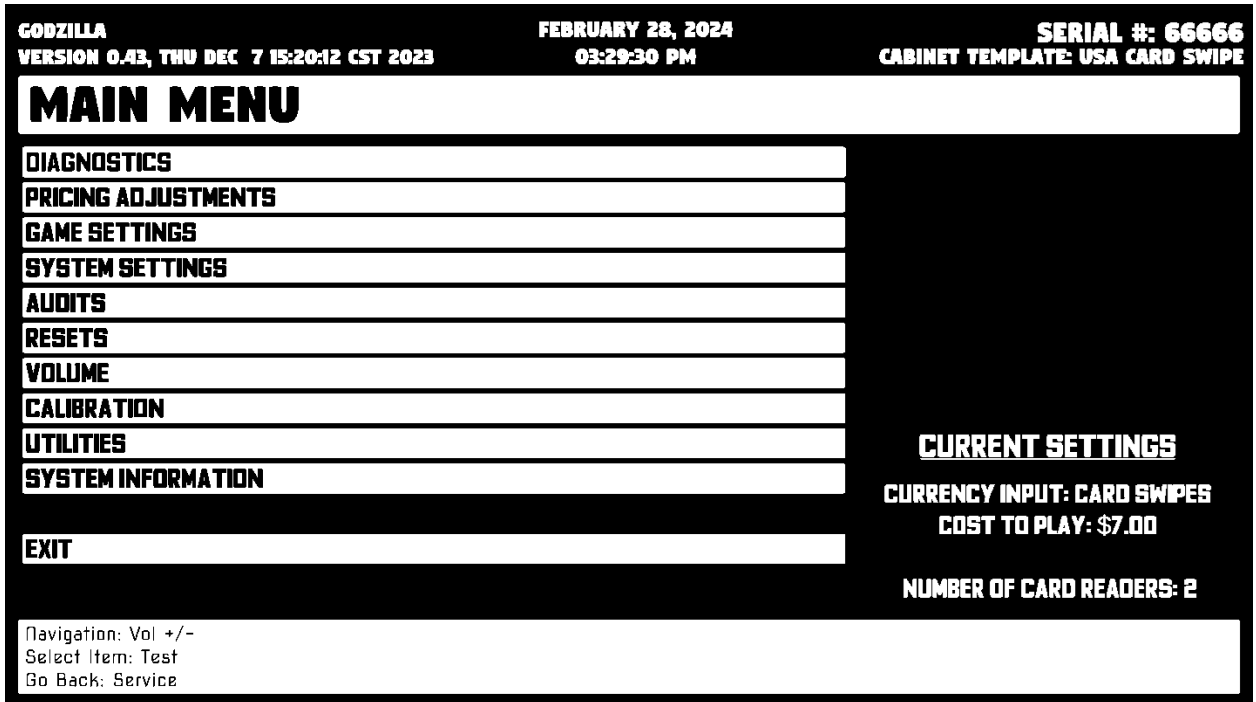 GODZILLA
VERSION 0.43, THU DEC 7 15:20:12 CST 2023
FEBRUARY 28, 2024
03:29:30 PM
SERIAL #: 66666
CABINET TEMPLATE: USA CARD SWIPE
MAIN MENU
DIAGNOSTICS
PRICING ADJUSTMENTS
GAME SETTINGS
SYSTEM SETTINGS
AUDITS
RESETS
VOLUME
CALIBRATION
UTILITIES
SYSTEM INFORMATION
EXIT
CURRENT SETTINGS
CURRENCY INPUT: CARD SWIPES
COST TO PLAY: $7.00
NUMBER OF CARD READERS: 2
Navigation: Vol +/-
Select Item: Test
Go Back: Service